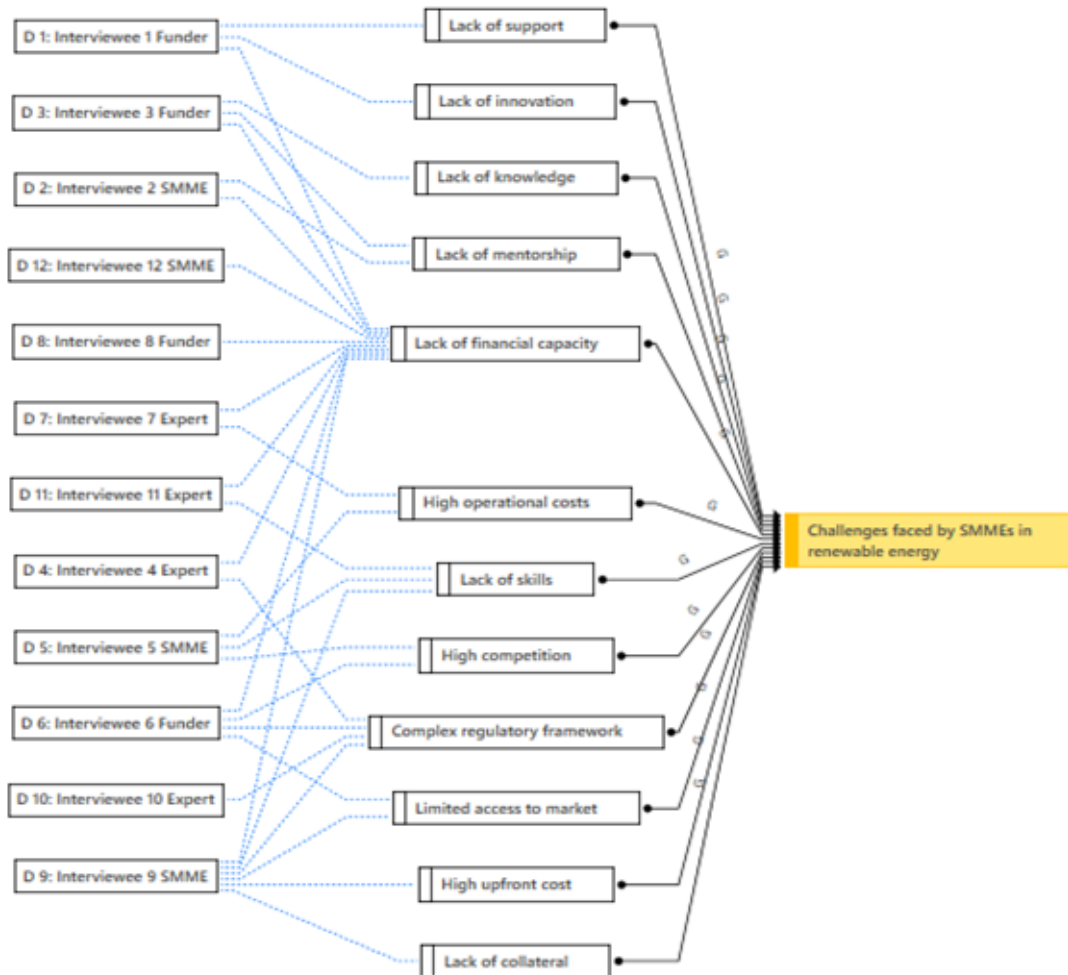 D 1: Interviewee 1 Funder
D 3: Interviewee 3 Funder
D 2: Interviewee 2 SMME
D 12: Interviewee 12 SMME
D 8: Interviewee 8 Funder
D 7: Interviewee 7 Expert
D 11: Interviewee 11 Expert
D 4: Interviewee 4 Expert
D 5: Interviewee 5 SMME
D 6: Interviewee 6 Funder
D 10: Interviewee 10 Expert
D 9: Interviewee 9 SMME
Lack of support
Lack of innovation
Lack of knowledge
Lack of mentorship
Lack of financial capacity
High operational costs
Lack of skills
High competition
Complex regulatory framework
Limited access to market
High upfront cost
Lack of collateral
G
G
G
G
G
G
G
G
G
G
G
G
Challenges faced by SMMEs in
renewable energy